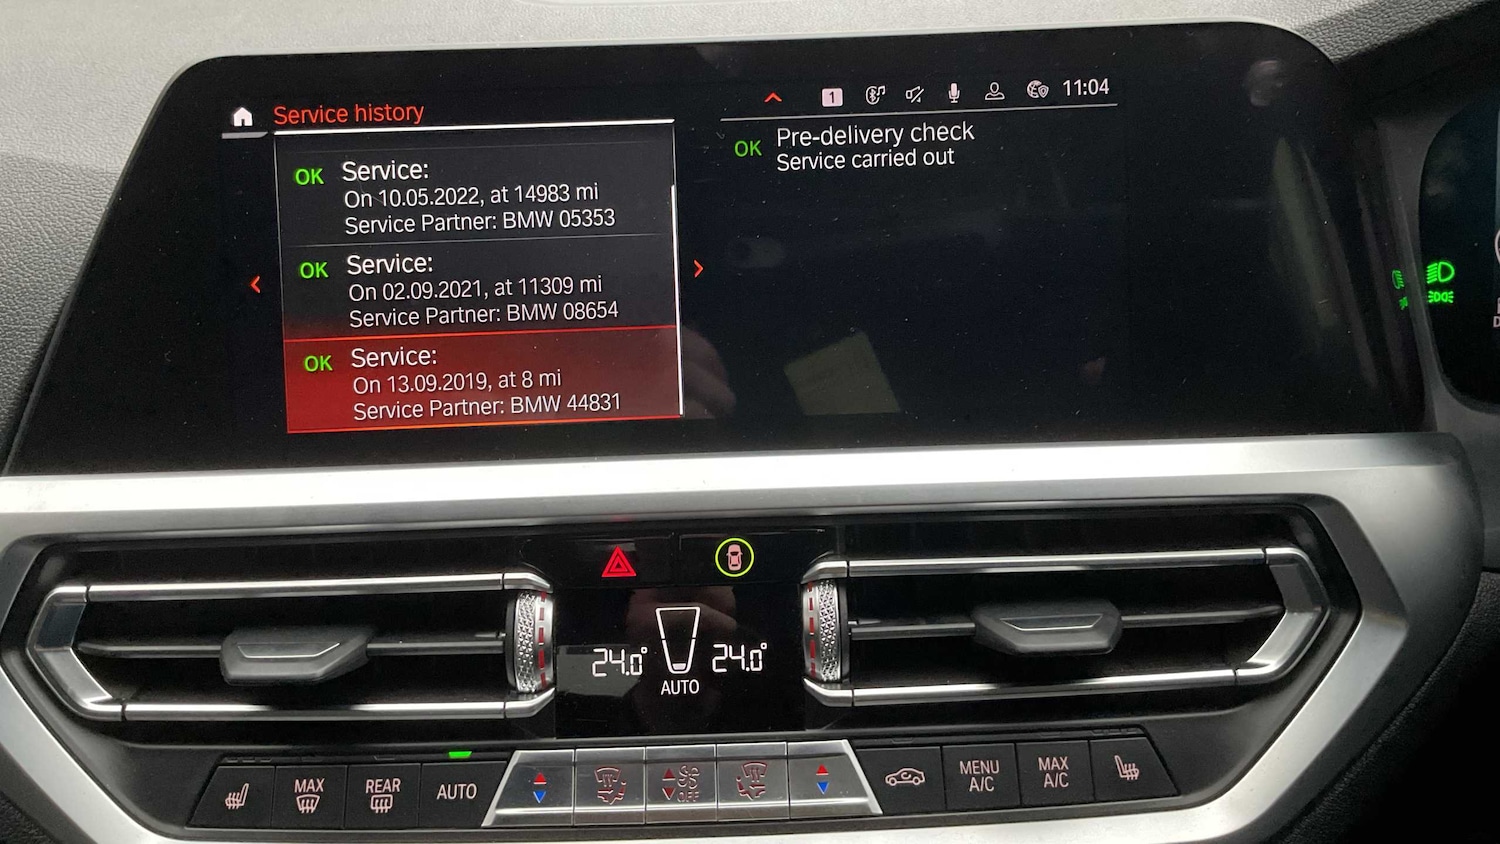 Service history
1
11:04
OK
Service:
On 10.05.2022, at 14983 mi
Service Partner: BMW 05353
OK
Service:
On 02.09.2021, at 11309 mi
Service Partner: BMW 08654
OK
Service:
On 13.09.2019, at 8 mi
Service Partner: BMW 44831
OK
Pre-delivery check
Service carried out
24.0°
24.0°
AUTO
MAX
REAR
AUTO
OFF
MENU
A/C
MAX
A/C